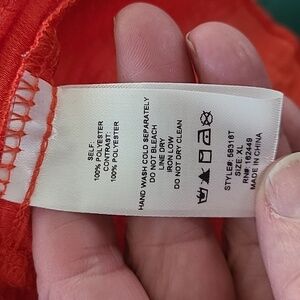 SELF:
100% POLYESTER
CONTRAST:
100% POLYESTER
HAND WASH COLD SEPARATELY
DO NOT BLEACH
LINE DRY
IRON LOW
DO NOT DRY CLEAN
STYLE#: 58316T
SIZE: XL
RN#: 162449
MADE IN CHINA